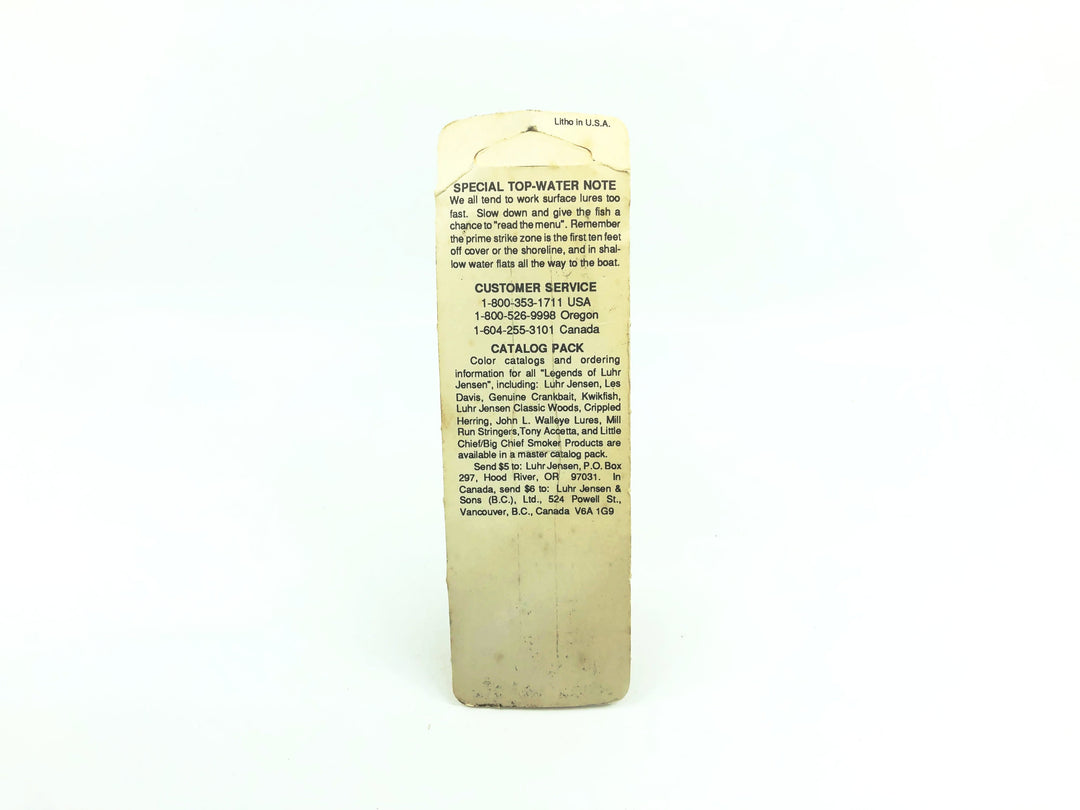 Litho in U.S.A.
SPECIAL TOP-WATER NOTE
We all tend to work surface lures too
fast. Slow down and give the fish a
chance to "read the menu". Remember
the prime strike zone is the first ten feet
off cover or the shoreline, and in shal-
low water flats all the way to the boat.
CUSTOMER SERVICE
1-800-353-1711 USA
1-800-526-9998 Oregon
1-604-255-3101 Canada
CATALOG PACK
Color catalogs and ordering
information for all "Legends of Luhr
Jensen", including: Luhr Jensen, Les
Davis, Genuine Crankbait, Kwikfish,
Luhr Jensen Classic Woods, Crippled
Herring, John L. Walleye Lures, Mill
Run Stringers,Tony Accetta, and Little
Chief/Big Chief Smoker Products are
available in a master catalog pack.
Send $5 to: Luhr Jensen, P.O. Box
297, Hood River, OR 97031. In
Canada, send $6 to: Luhr Jensen &
Sons (B.C.), Ltd., 524 Powell St.,
Vancouver, B.C., Canada V6A 1G9